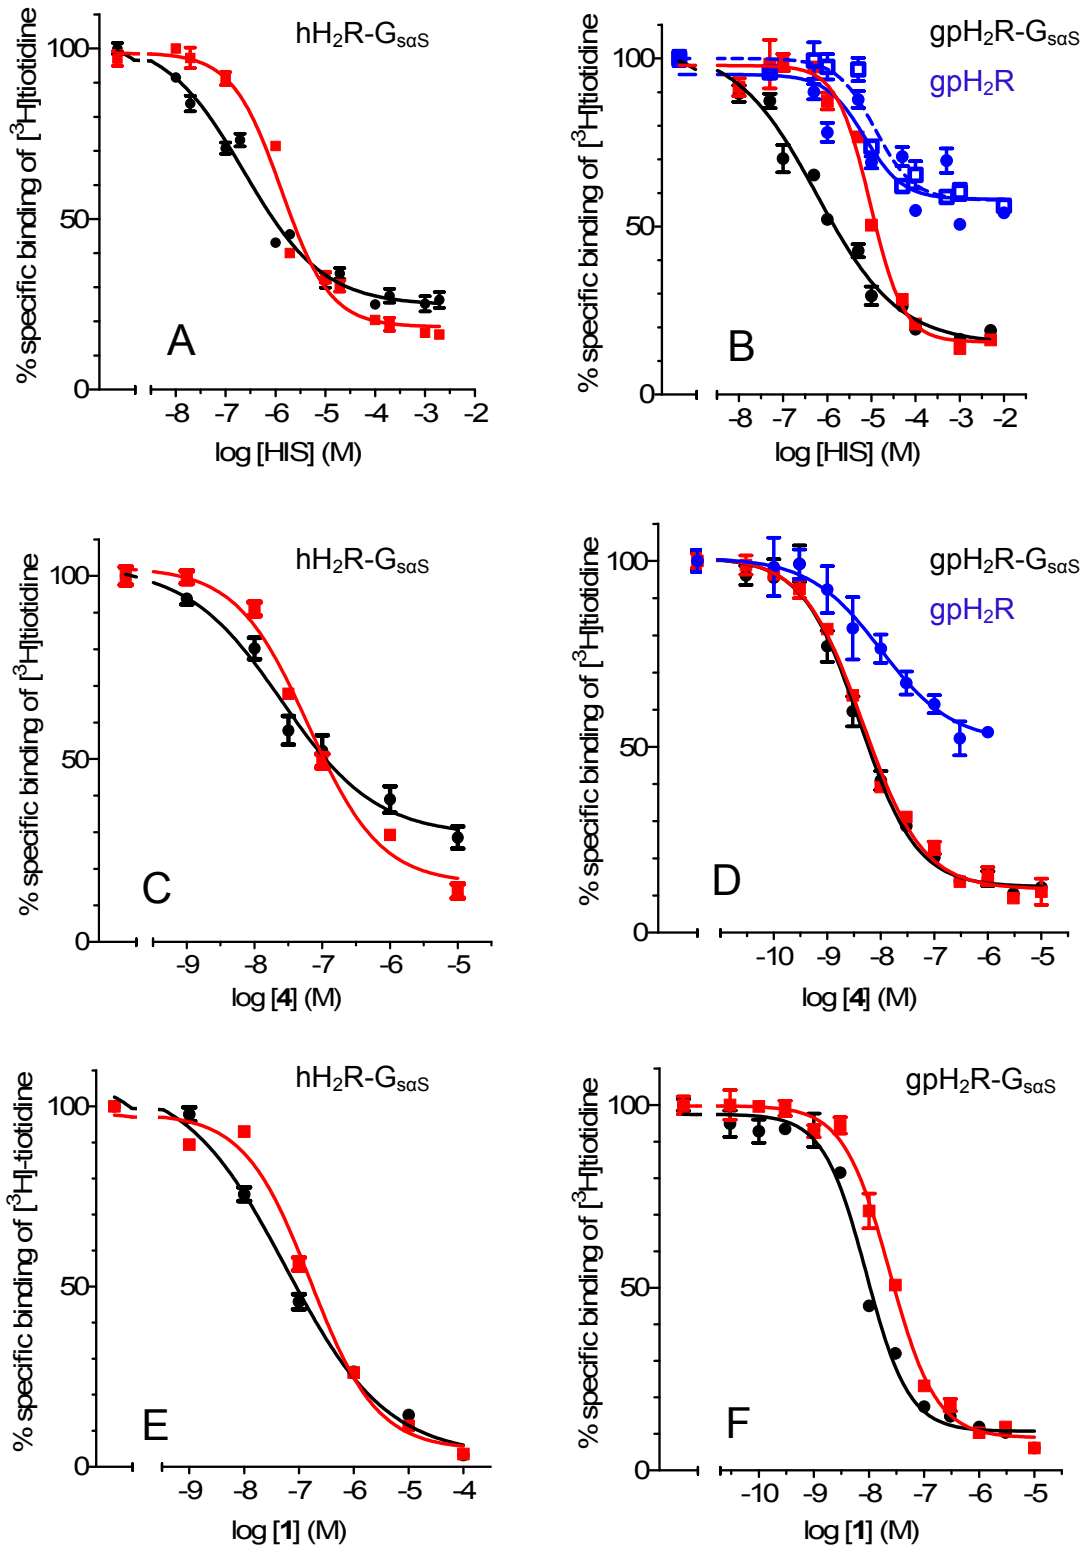 hH2R-GsαS
% specific binding of [3H]tiotidine
100
50
0
A
-8 -7 -6 -5 -4 -3 -2
log [HIS] (M)
gpH2R-GsαS
gpH2R
% specific binding of [3H]tiotidine
100
50
0
B
-8 -7 -6 -5 -4 -3 -2
log [HIS] (M)
hH2R-GsαS
% specific binding of [3H]tiotidine
100
50
0
C
-9 -8 -7 -6 -5
log [4] (M)
gpH2R-GsαS
gpH2R
% specific binding of [3H]tiotidine
100
50
0
D
-10 -9 -8 -7 -6 -5
log [4] (M)
hH2R-GsαS
% specific binding of [3H]-tiotidine
100
50
0
E
-9 -8 -7 -6 -5 -4
log [1] (M)
gpH2R-GsαS
% specific binding of [3H]tiotidine
100
50
0
F
-10 -9 -8 -7 -6 -5
log [1] (M)